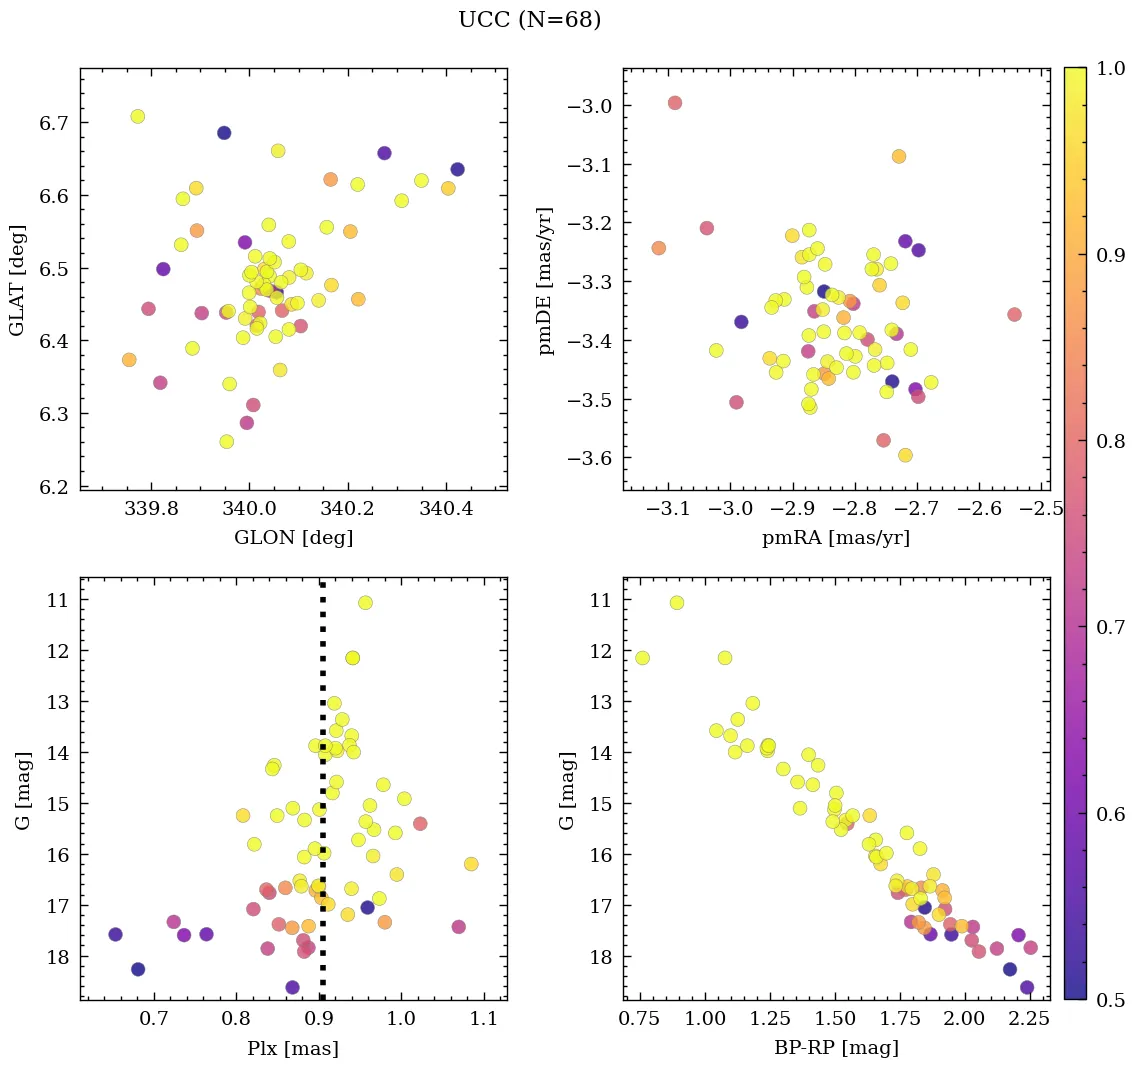 UCC (N=68)
6.7
6.6
6.5
6.4
6.3
6.2
GLAT [deg]
339.8 340.0 340.2 340.4
GLON [deg]
−3.0
−3.1
−3.2
−3.3
−3.4
−3.5
−3.6
pmDE [mas/yr]
−3.1 −3.0 −2.9 −2.8 −2.7 −2.6 −2.5
pmRA [mas/yr]
11
12
13
14
15
16
17
18
G [mag]
0.7 0.8 0.9 1.0 1.1
Plx [mas]
11
12
13
14
15
16
17
18
G [mag]
0.75 1.00 1.25 1.50 1.75 2.00 2.25
BP-RP [mag]
1.0
0.9
0.8
0.7
0.6
0.5